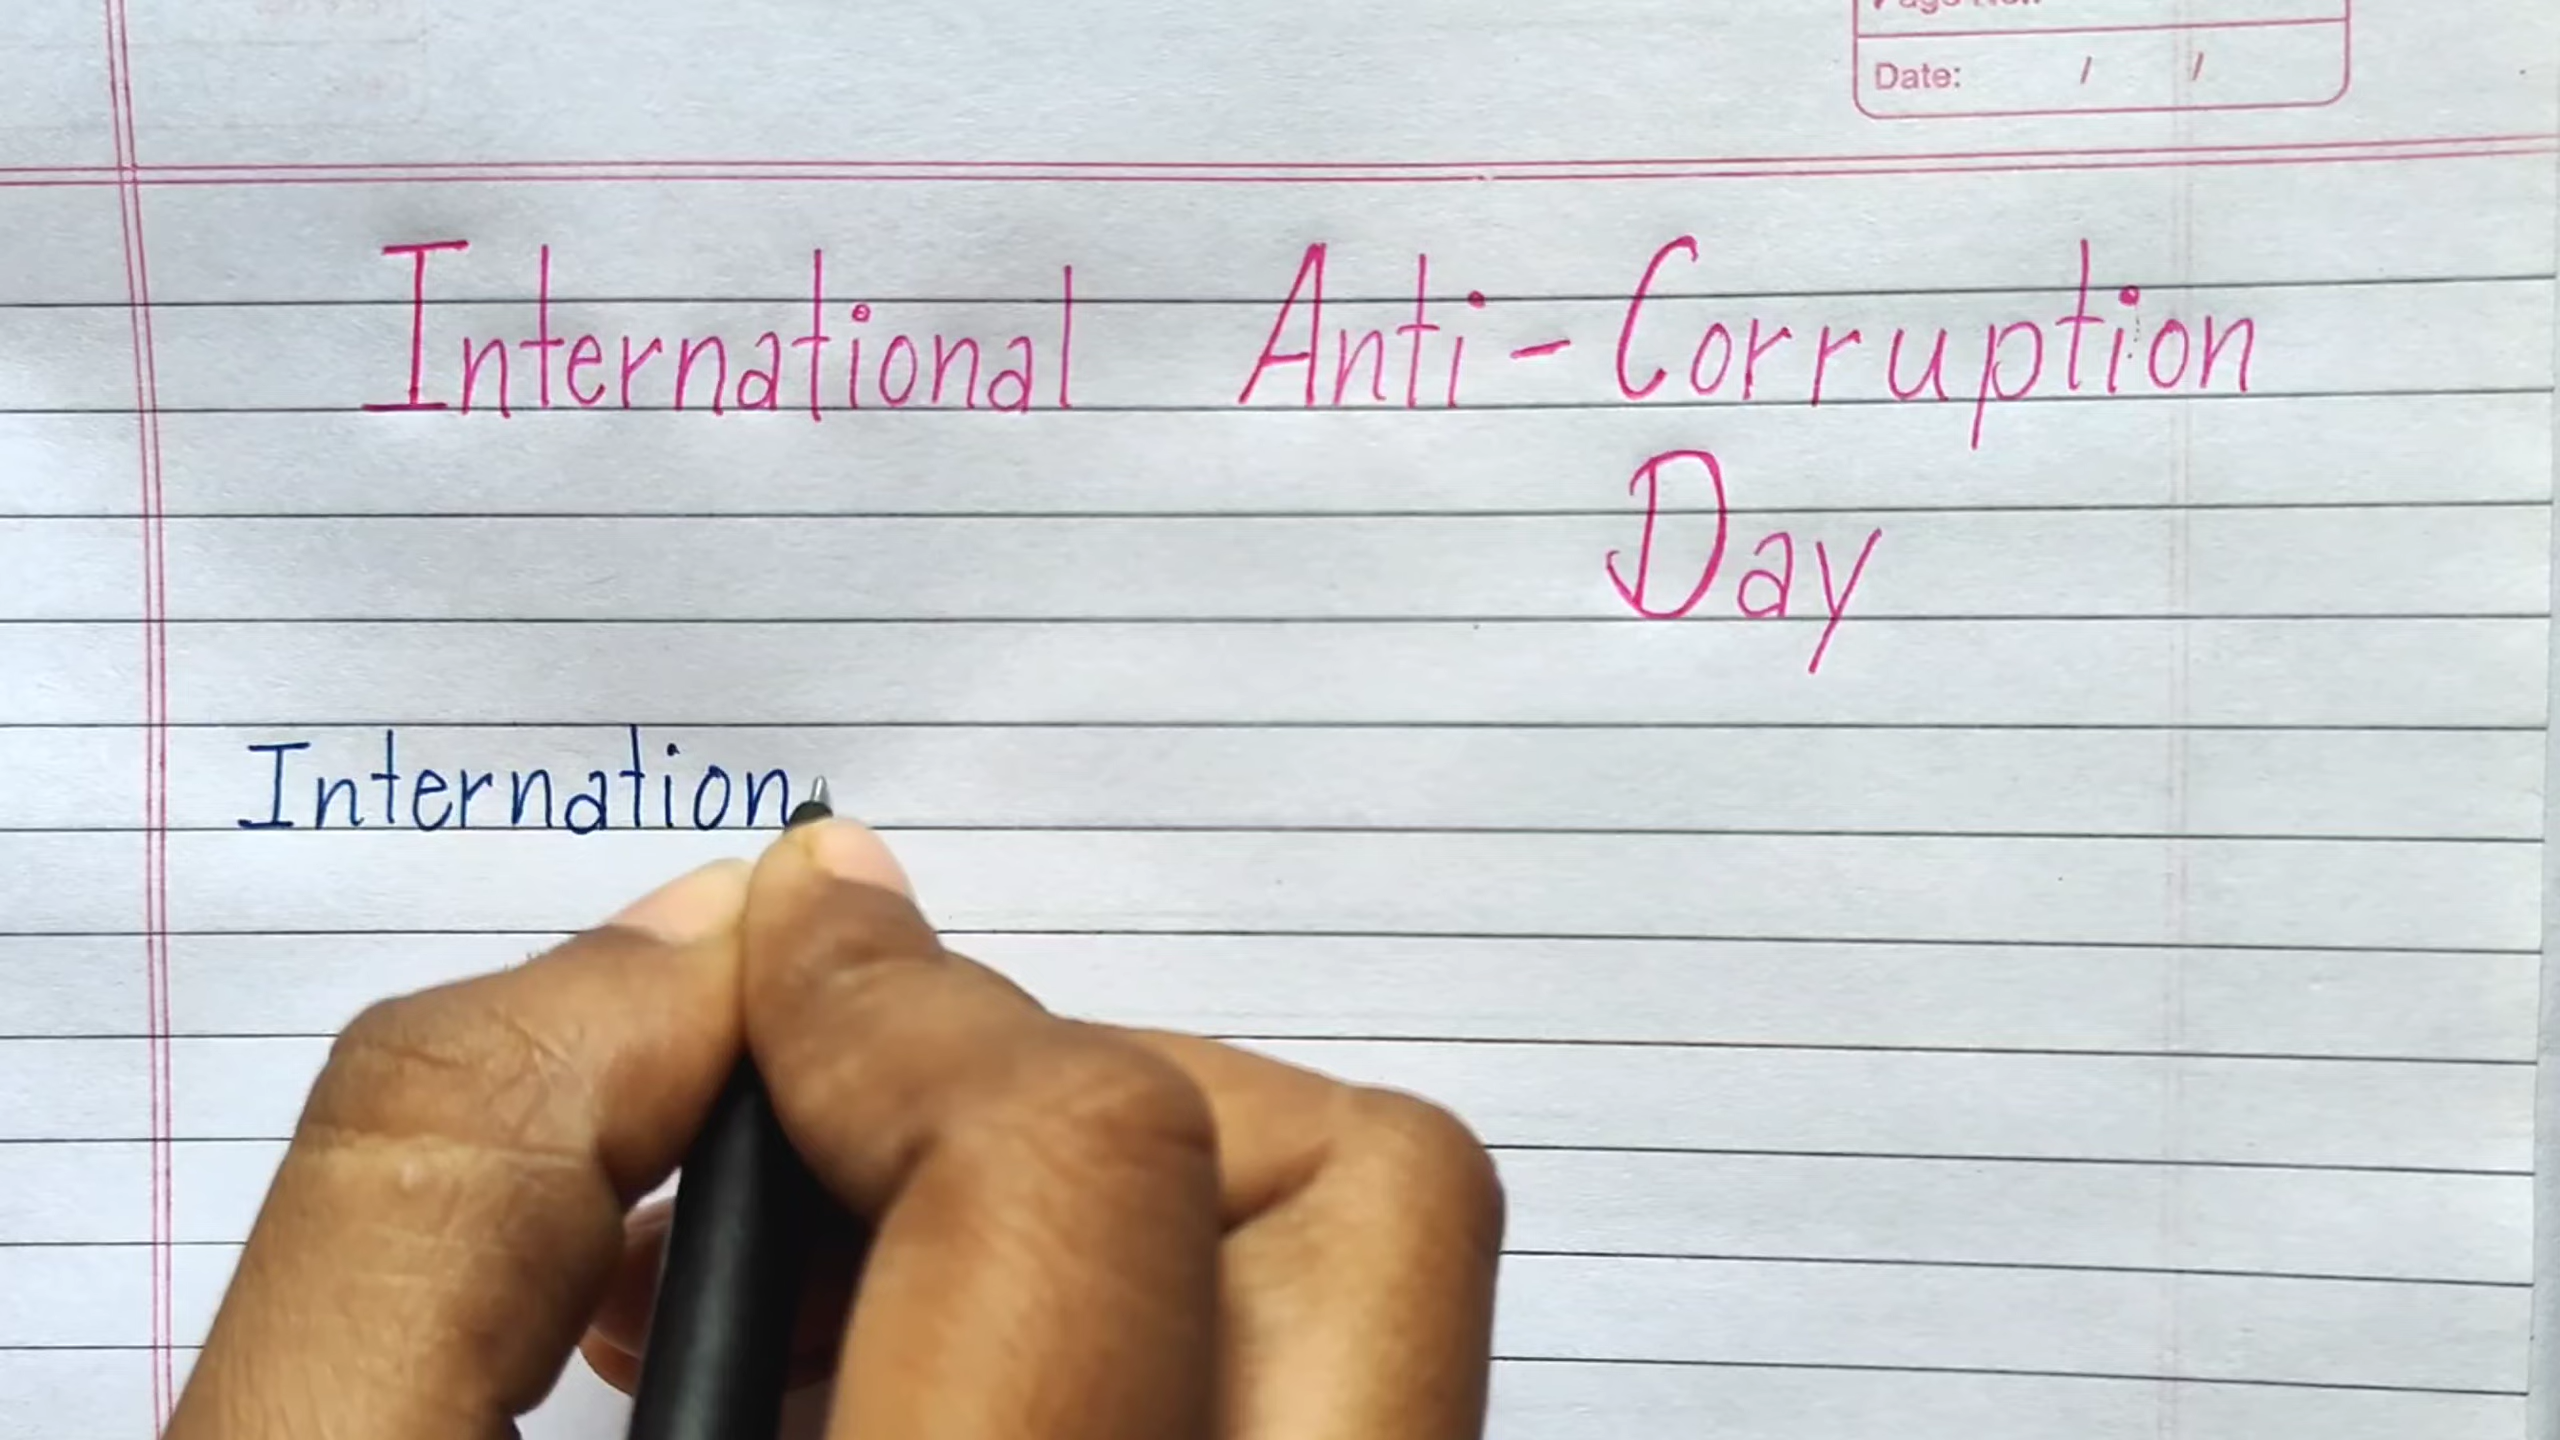 Date: / /
International Anti-Corruption
Day
Internation